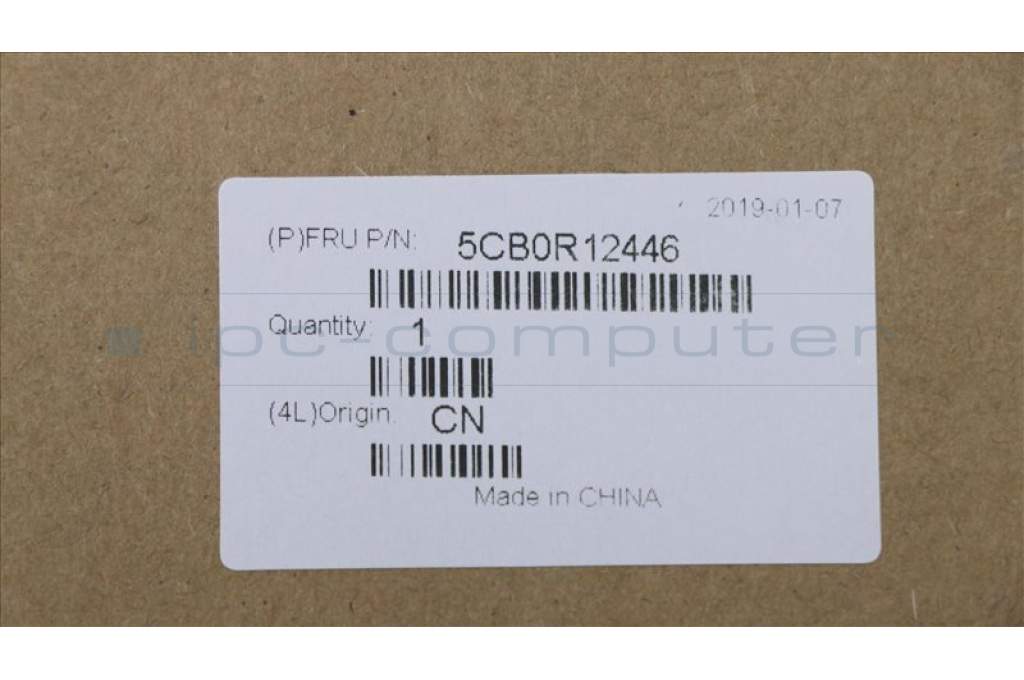 2019-01-07
(P)FRU P/N: 5CB0R12446
Quantity: 1
ipc-computer
(4L)Origin: CN
Made in CHINA